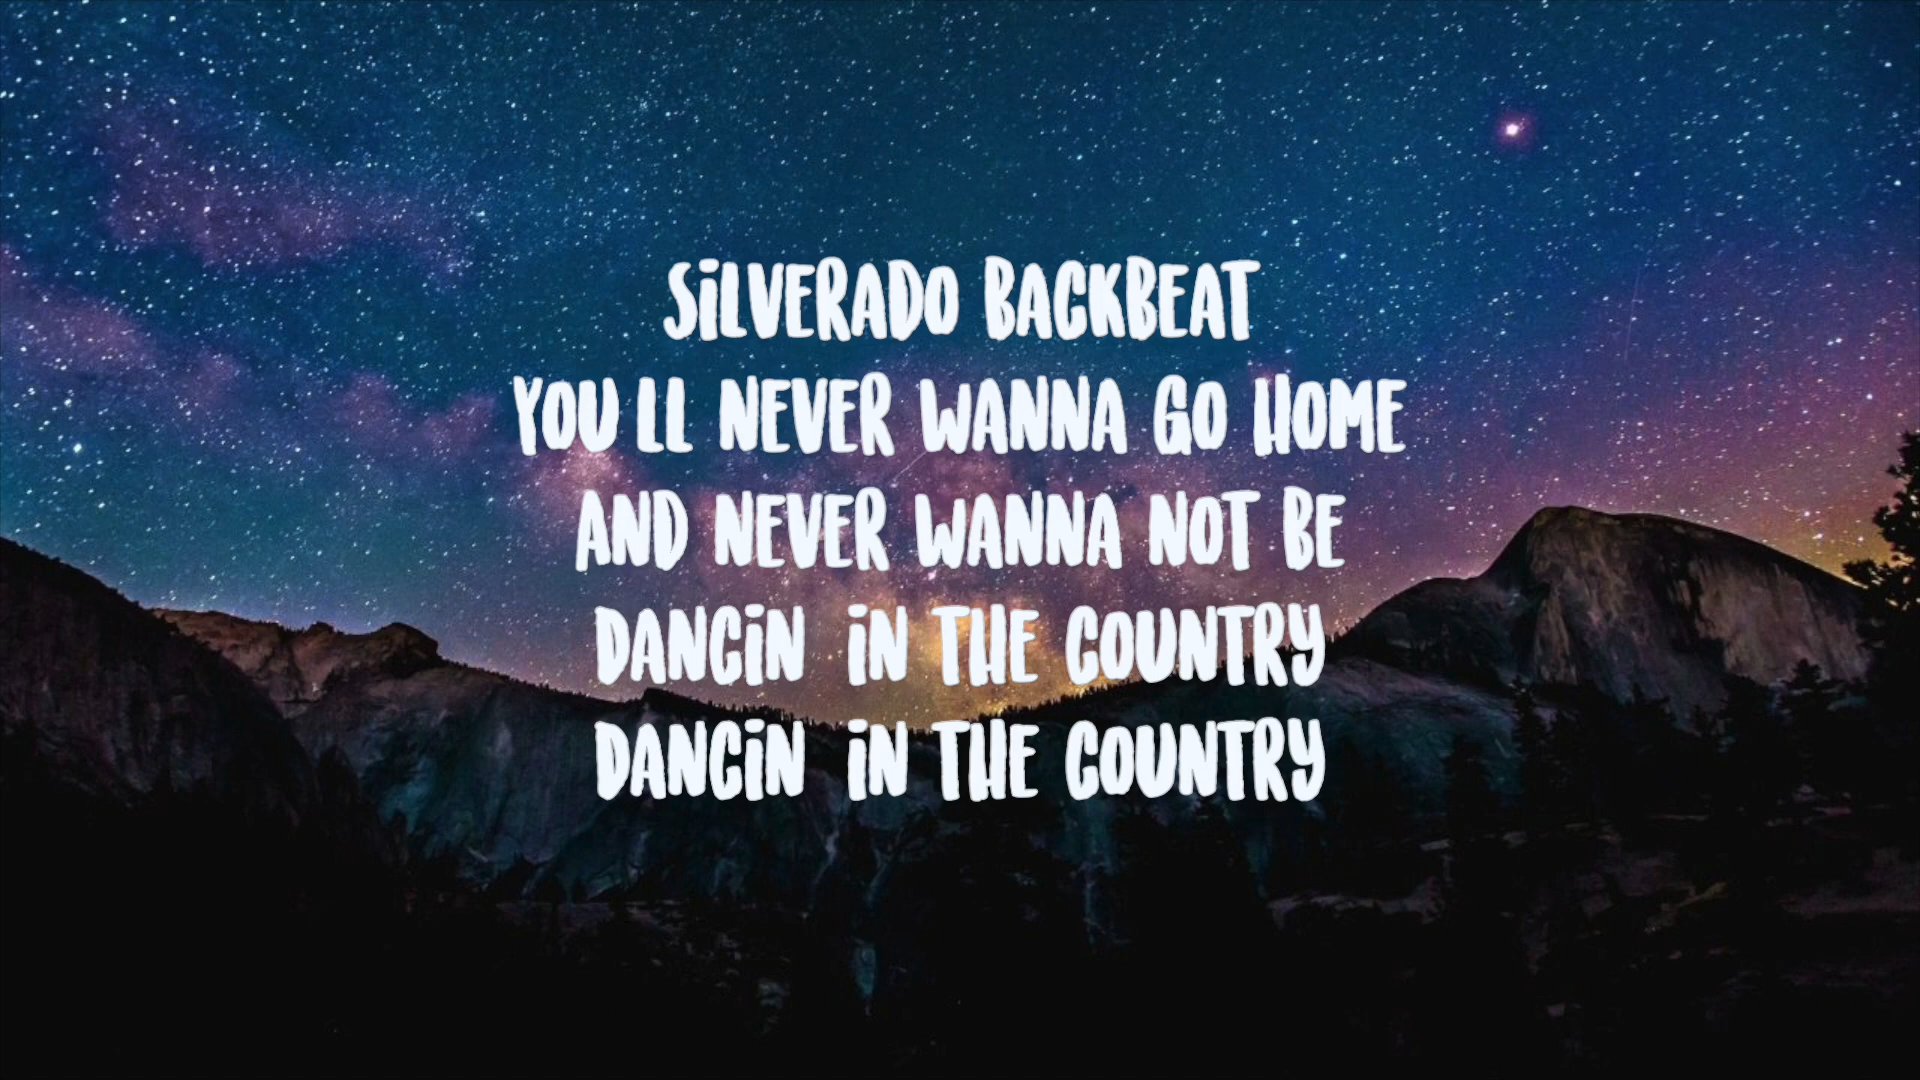 SiLVERADO BACKBEAT
YOU LL NEVER WANNA GO HOME
AND NEVER WANNA NOT BE
DANCiN iN THE COUNTRY
DANCiN iN THE COUNTRY